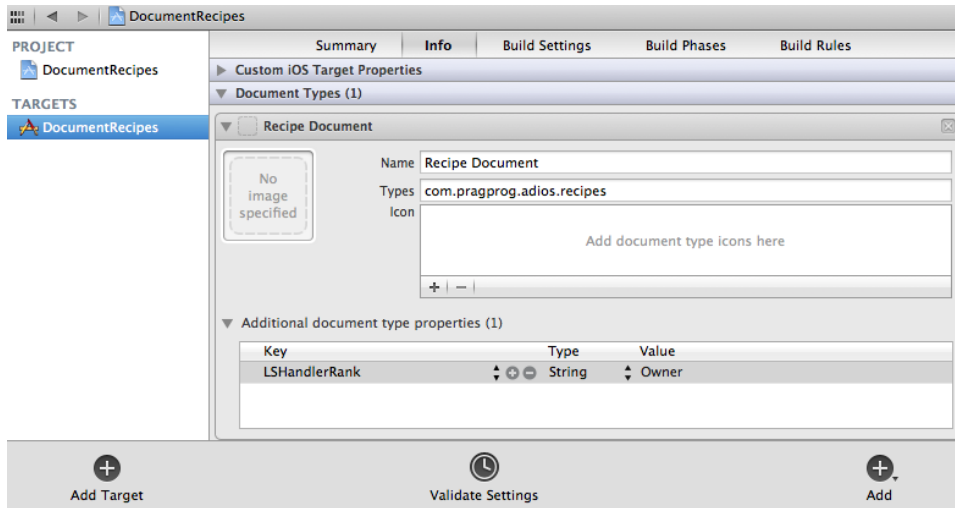 DocumentRecipes
PROJECT
DocumentRecipes
TARGETS
DocumentRecipes
Summary Info Build Settings Build Phases Build Rules
Custom iOS Target Properties
Document Types (1)
Recipe Document
No
image
specified
Name Recipe Document
Types com.pragprog.adios.recipes
Icon
Add document type icons here
Additional document type properties (1)
Key Type Value
LSHandlerRank String Owner
Add Target Validate Settings Add